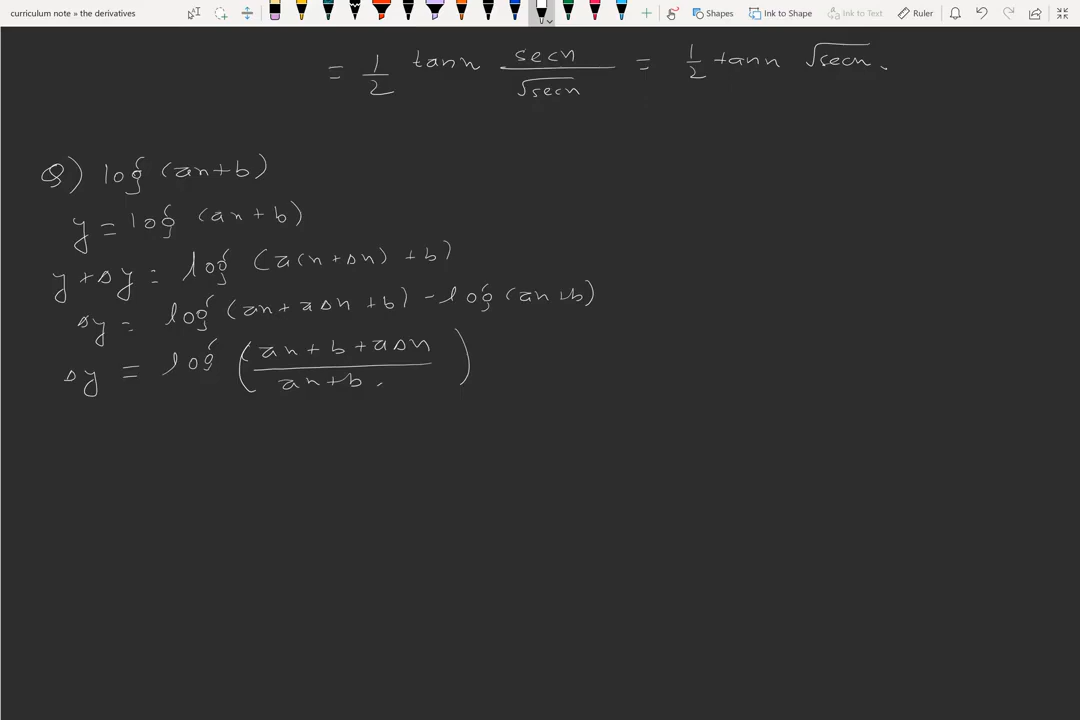 curriculum note » the derivatives
Shapes Ink to Shape Ink to Text Ruler
= 1/2 tanx secx/√secx = 1/2 tanx √secx.
Q) log (ax+b)
y = log (ax + b)
y + Δy = log (a(x+Δx) + b)
Δy = log (ax + aΔx + b) - log (ax + b)
Δy = log ((ax + b + aΔx)/(ax+b))